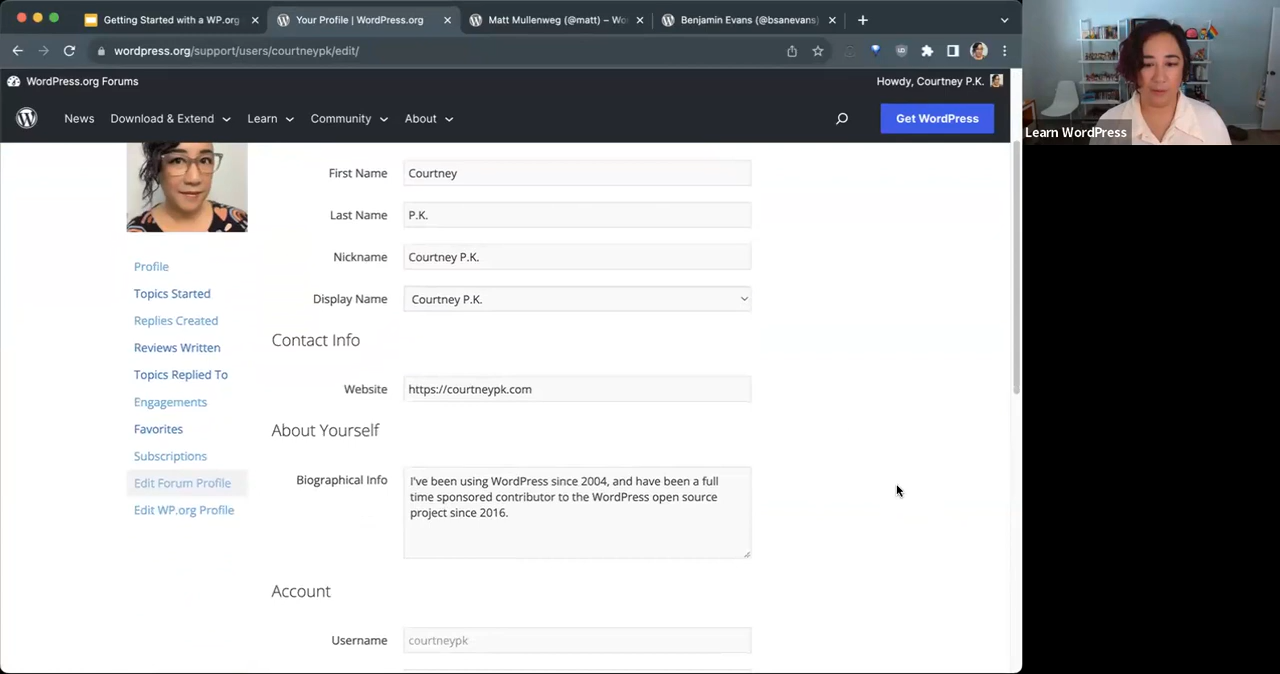 Getting Started with a WP.org
Your Profile | WordPress.org
Matt Mullenweg (@matt) – Wo
Benjamin Evans (@bsanevans)
wordpress.org/support/users/courtneypk/edit/
WordPress.org Forums
Howdy, Courtney P.K.
News
Download & Extend
Learn
Community
About
Get WordPress
Learn WordPress
First Name
Courtney
Last Name
P.K.
Nickname
Courtney P.K.
Display Name
Courtney P.K.
Profile
Topics Started
Replies Created
Reviews Written
Topics Replied To
Engagements
Favorites
Subscriptions
Edit Forum Profile
Edit WP.org Profile
Contact Info
Website
https://courtneypk.com
About Yourself
Biographical Info
I've been using WordPress since 2004, and have been a full
time sponsored contributor to the WordPress open source
project since 2016.
Account
Username
courtneypk